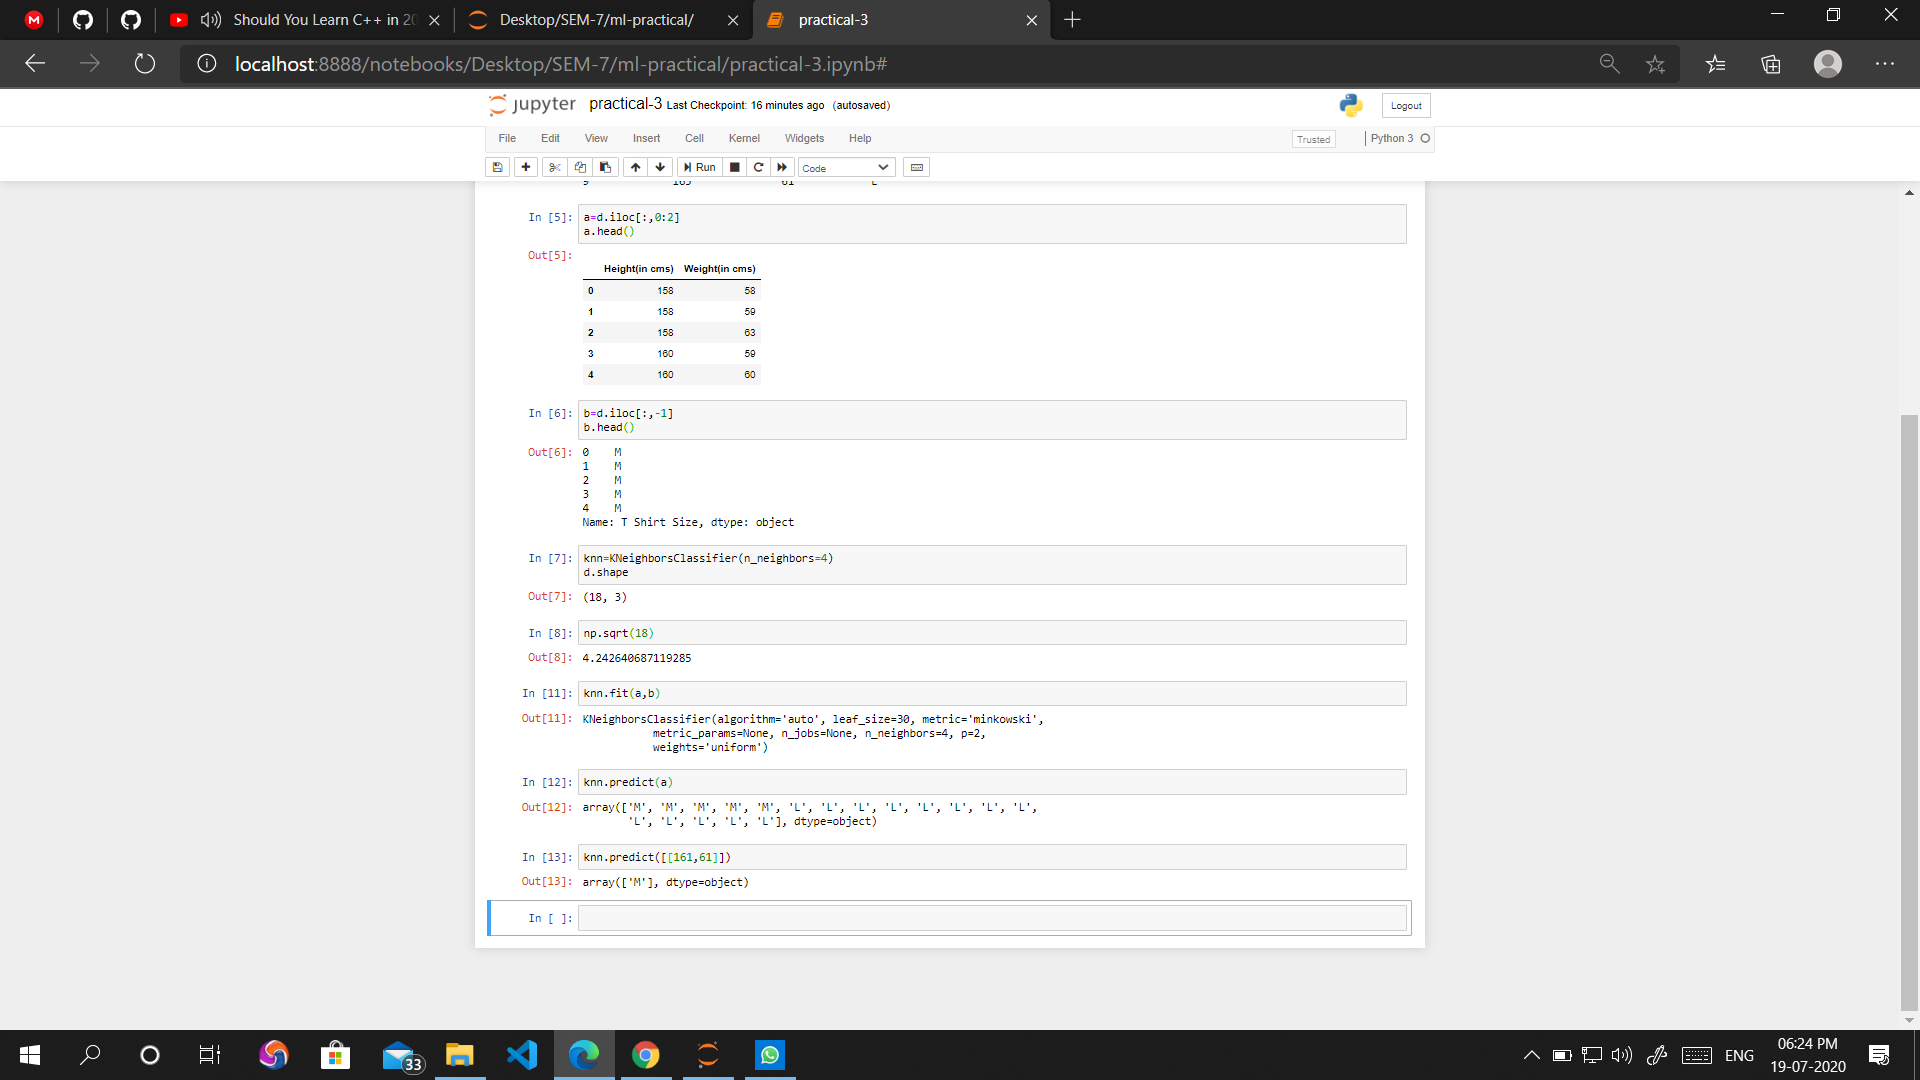 Should You Learn C++ in 20
Desktop/SEM-7/ml-practical/
practical-3
localhost:8888/notebooks/Desktop/SEM-7/ml-practical/practical-3.ipynb#
jupyter practical-3 Last Checkpoint: 16 minutes ago (autosaved)
Logout
File Edit View Insert Cell Kernel Widgets Help
Trusted
Python 3
Run
Code
9 165 61 L
In [5]: a=d.iloc[:,0:2]
a.head()
Out[5]:
Height(in cms) Weight(in cms)
0 158 58
1 158 59
2 158 63
3 160 59
4 160 60
In [6]: b=d.iloc[:,-1]
b.head()
Out[6]: 0 M
1 M
2 M
3 M
4 M
Name: T Shirt Size, dtype: object
In [7]: knn=KNeighborsClassifier(n_neighbors=4)
d.shape
Out[7]: (18, 3)
In [8]: np.sqrt(18)
Out[8]: 4.242640687119285
In [11]: knn.fit(a,b)
Out[11]: KNeighborsClassifier(algorithm='auto', leaf_size=30, metric='minkowski',
metric_params=None, n_jobs=None, n_neighbors=4, p=2,
weights='uniform')
In [12]: knn.predict(a)
Out[12]: array(['M', 'M', 'M', 'M', 'M', 'L', 'L', 'L', 'L', 'L', 'L', 'L', 'L',
'L', 'L', 'L', 'L', 'L'], dtype=object)
In [13]: knn.predict([[161,61]])
Out[13]: array(['M'], dtype=object)
In [ ]:
33
ENG
06:24 PM
19-07-2020